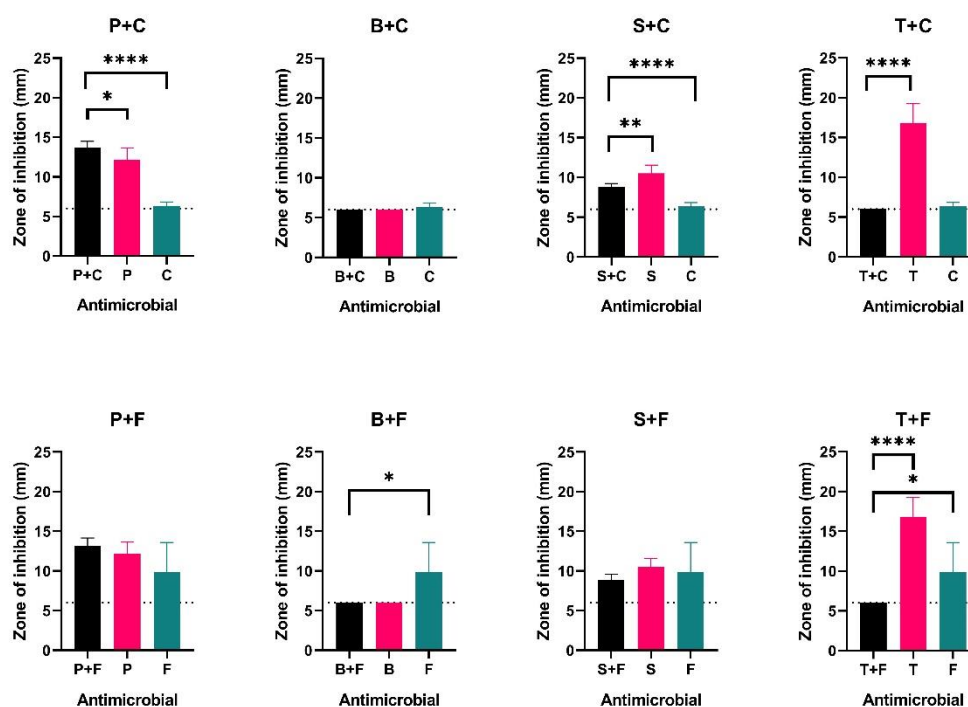 P+C
****
*
Zone of inhibition (mm)
25
20
15
10
5
0
P+C P C
Antimicrobial
B+C
Zone of inhibition (mm)
25
20
15
10
5
0
B+C B C
Antimicrobial
S+C
****
**
Zone of inhibition (mm)
25
20
15
10
5
0
S+C S C
Antimicrobial
T+C
****
Zone of inhibition (mm)
25
20
15
10
5
0
T+C T C
Antimicrobial
P+F
Zone of inhibition (mm)
25
20
15
10
5
0
P+F P F
Antimicrobial
B+F
*
Zone of inhibition (mm)
25
20
15
10
5
0
B+F B F
Antimicrobial
S+F
Zone of inhibition (mm)
25
20
15
10
5
0
S+F S F
Antimicrobial
T+F
****
*
Zone of inhibition (mm)
25
20
15
10
5
0
T+F T F
Antimicrobial